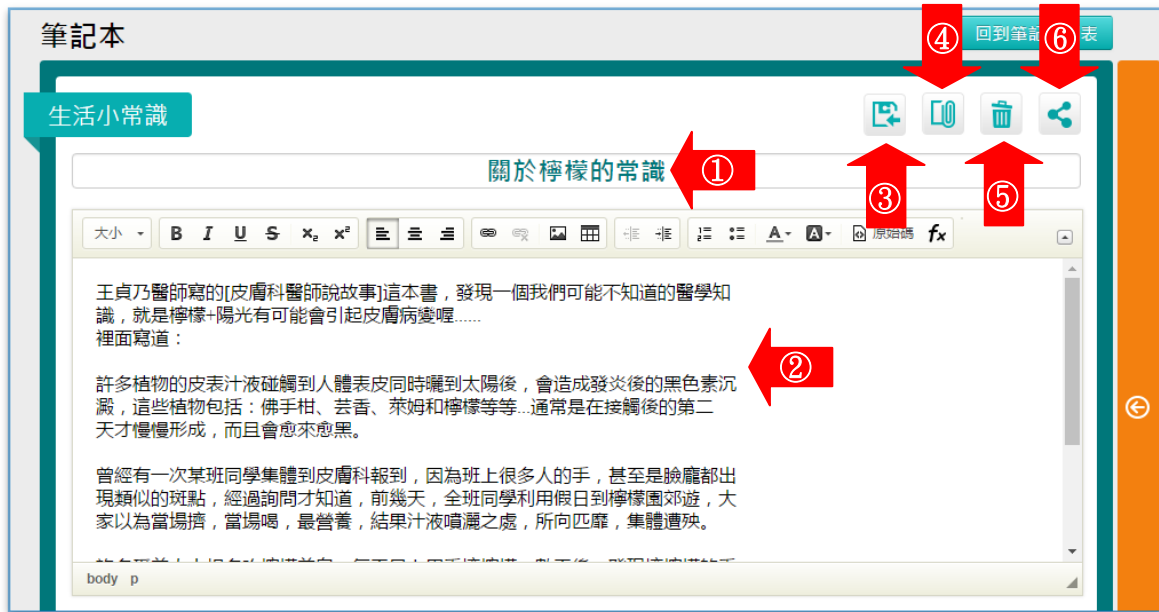 筆記本
④
⑥
回到筆記 表
生活小常識
關於檸檬的常識
①
③
⑤
大小 B I U S x₂ x² A A 原始碼 fx
王貞乃醫師寫的[皮膚科醫師說故事]這本書，發現一個我們可能不知道的醫學知
識，就是檸檬+陽光有可能會引起皮膚病變喔......
裡面寫道：
②
許多植物的皮表汁液碰觸到人體表皮同時曬到太陽後，會造成發炎後的黑色素沉
澱，這些植物包括：佛手柑、芸香、萊姆和檸檬等等...通常是在接觸後的第二
天才慢慢形成，而且會愈來愈黑。
曾經有一次某班同學集體到皮膚科報到，因為班上很多人的手，甚至是臉龐都出
現類似的斑點，經過詢問才知道，前幾天，全班同學利用假日到檸檬園郊遊，大
家以為當場擠，當場喝，最營養，結果汁液噴灑之處，所向匹靡，集體遭殃。
body p